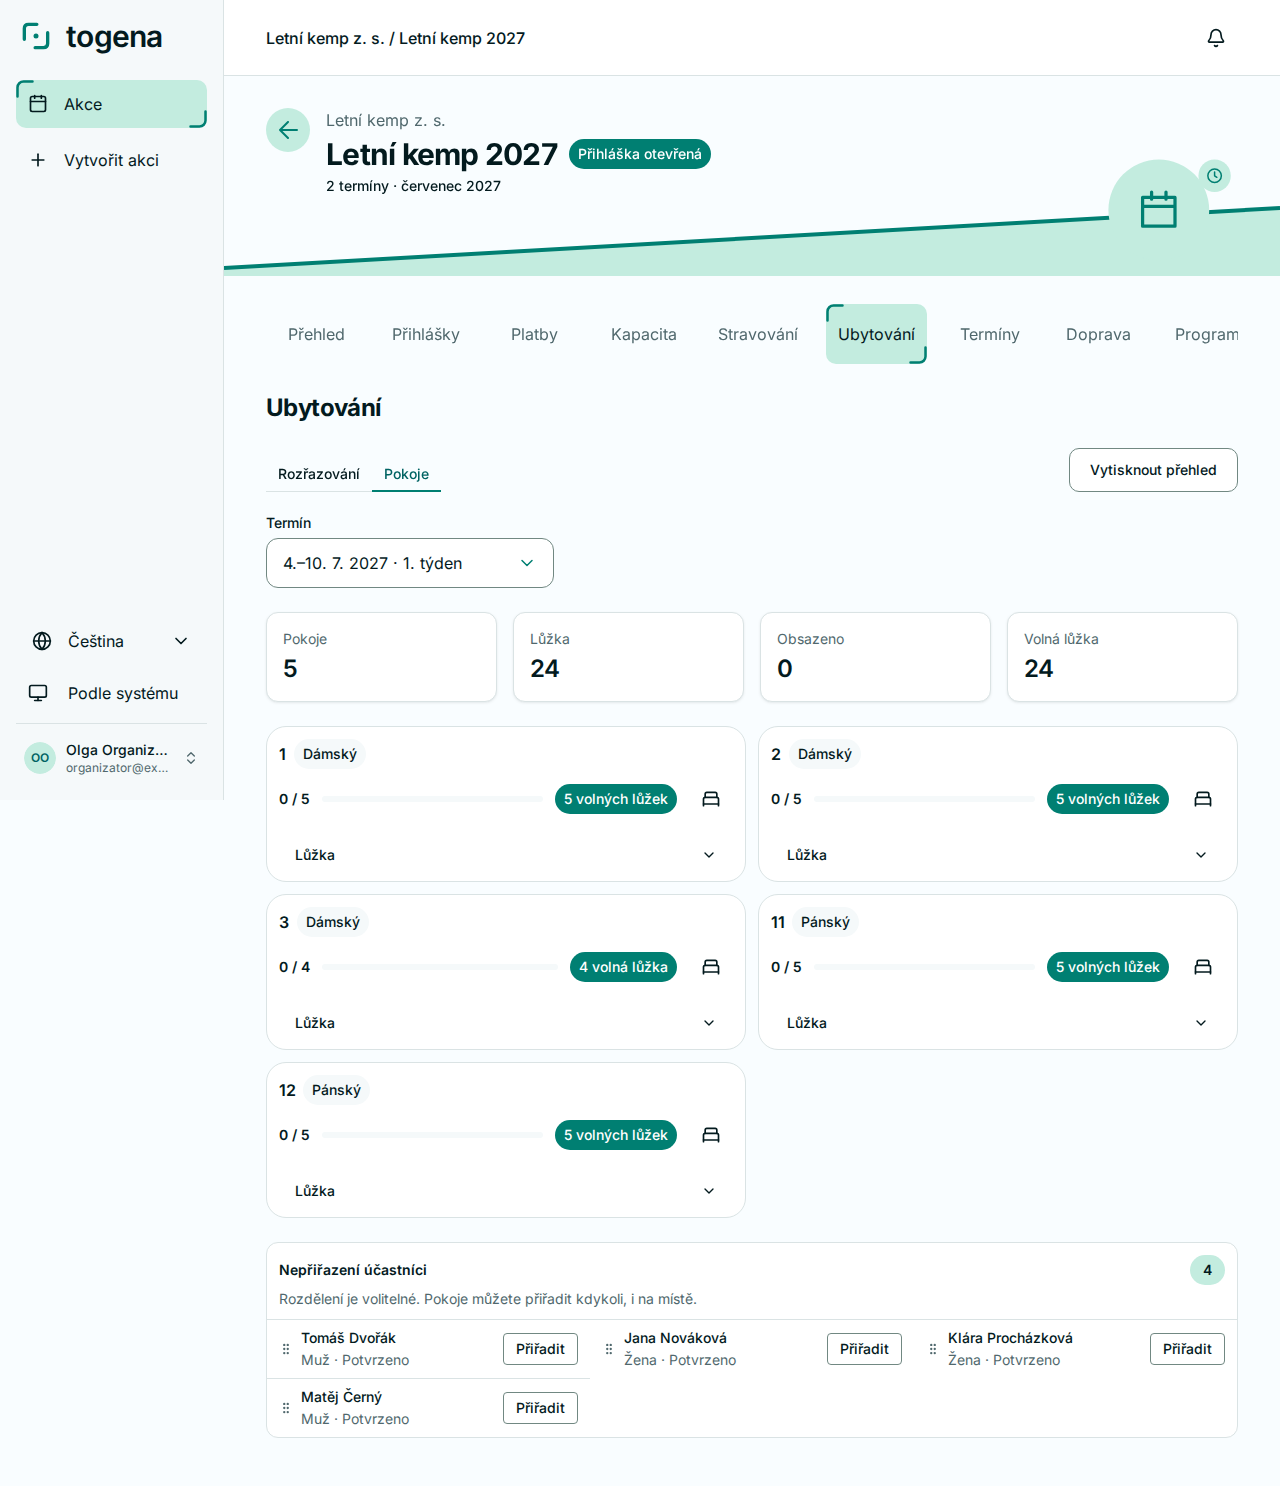 togena
Letní kemp z. s. / Letní kemp 2027
Akce
Vytvořit akci
Letní kemp z. s.
Letní kemp 2027 Přihláška otevřená
2 termíny · červenec 2027
Přehled Přihlášky Platby Kapacita Stravování Ubytování Termíny Doprava Program
Ubytování
Rozřazování Pokoje
Vytisknout přehled
Termín
4.–10. 7. 2027 · 1. týden
Pokoje
5
Lůžka
24
Obsazeno
0
Volná lůžka
24
Čeština
Podle systému
OO
Olga Organiz...
organizator@ex...
1 Dámský
0 / 5 5 volných lůžek
Lůžka
2 Dámský
0 / 5 5 volných lůžek
Lůžka
3 Dámský
0 / 4 4 volná lůžka
Lůžka
11 Pánský
0 / 5 5 volných lůžek
Lůžka
12 Pánský
0 / 5 5 volných lůžek
Lůžka
Nepřiřazení účastníci 4
Rozdělení je volitelné. Pokoje můžete přiřadit kdykoli, i na místě.
Tomáš Dvořák
Muž · Potvrzeno
Přiřadit
Jana Nováková
Žena · Potvrzeno
Přiřadit
Klára Procházková
Žena · Potvrzeno
Přiřadit
Matěj Černý
Muž · Potvrzeno
Přiřadit